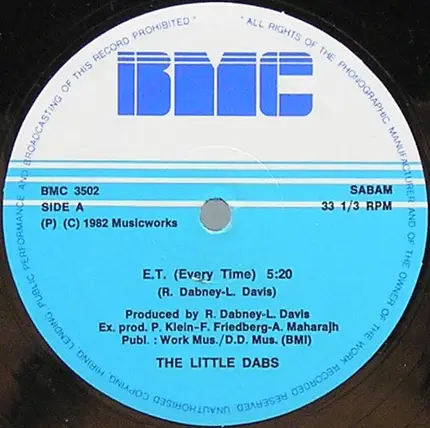 "ALL RIGHTS OF THE PHONOGRAPHIC MANUFACTURER AND OF THE OWNER OF THE WORK RECORDED RESERVED UNAUTHORISED COPYING, HIRING, LENDING, PUBLIC PERFORMANCE AND BROADCASTING OF THIS RECORD PROHIBITED"
BMC
BMC 3502 SABAM
SIDE A 33 1/3 RPM
(P) (C) 1982 Musicworks
E.T. (Every Time) 5:20
(R. Dabney-L. Davis)
Produced by R. Dabney-L. Davis
Ex. prod. P. Klein-F. Friedberg-A. Maharajh
Publ. : Work Mus./D.D. Mus. (BMI)
THE LITTLE DABS